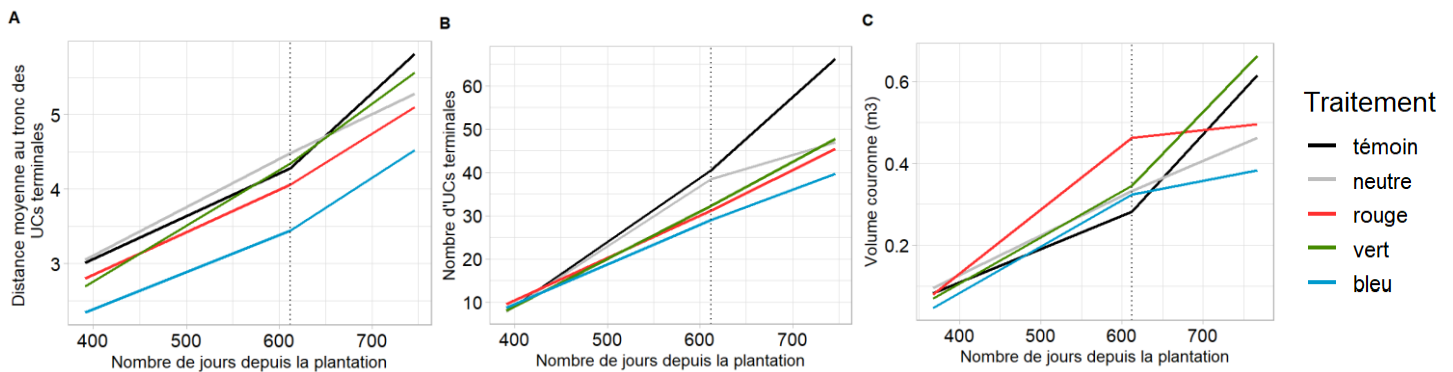 A
Distance moyenne au tronc des
UCs terminales
5
4
3
400 500 600 700
Nombre de jours depuis la plantation
B
Nombre d'UCs terminales
60
50
40
30
20
10
400 500 600 700
Nombre de jours depuis la plantation
C
Volume couronne (m3)
0.6
0.4
0.2
400 500 600 700
Nombre de jours depuis la plantation
Traitement
témoin
neutre
rouge
vert
bleu